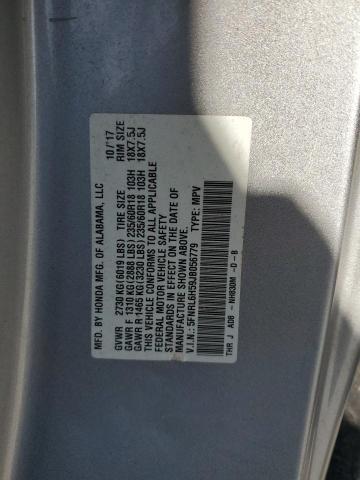 MFD. BY HONDA MFG. OF ALABAMA, LLC 10/'17
GVWR 2730 KG(6019 LBS) TIRE SIZE RIM SIZE
GAWR F 1310 KG(2888 LBS)235/60R18 103H 18X7.5J
GAWR R 1465 KG(3230 LBS)235/60R18 103H 18X7.5J
THIS VEHICLE CONFORMS TO ALL APPLICABLE
FEDERAL MOTOR VEHICLE SAFETY
STANDARDS IN EFFECT ON THE DATE OF
MANUFACTURE SHOWN ABOVE.
V.I.N.: 5FNRL6H59JB056779 TYPE: MPV
THR J AD8 -NH830M -D -B